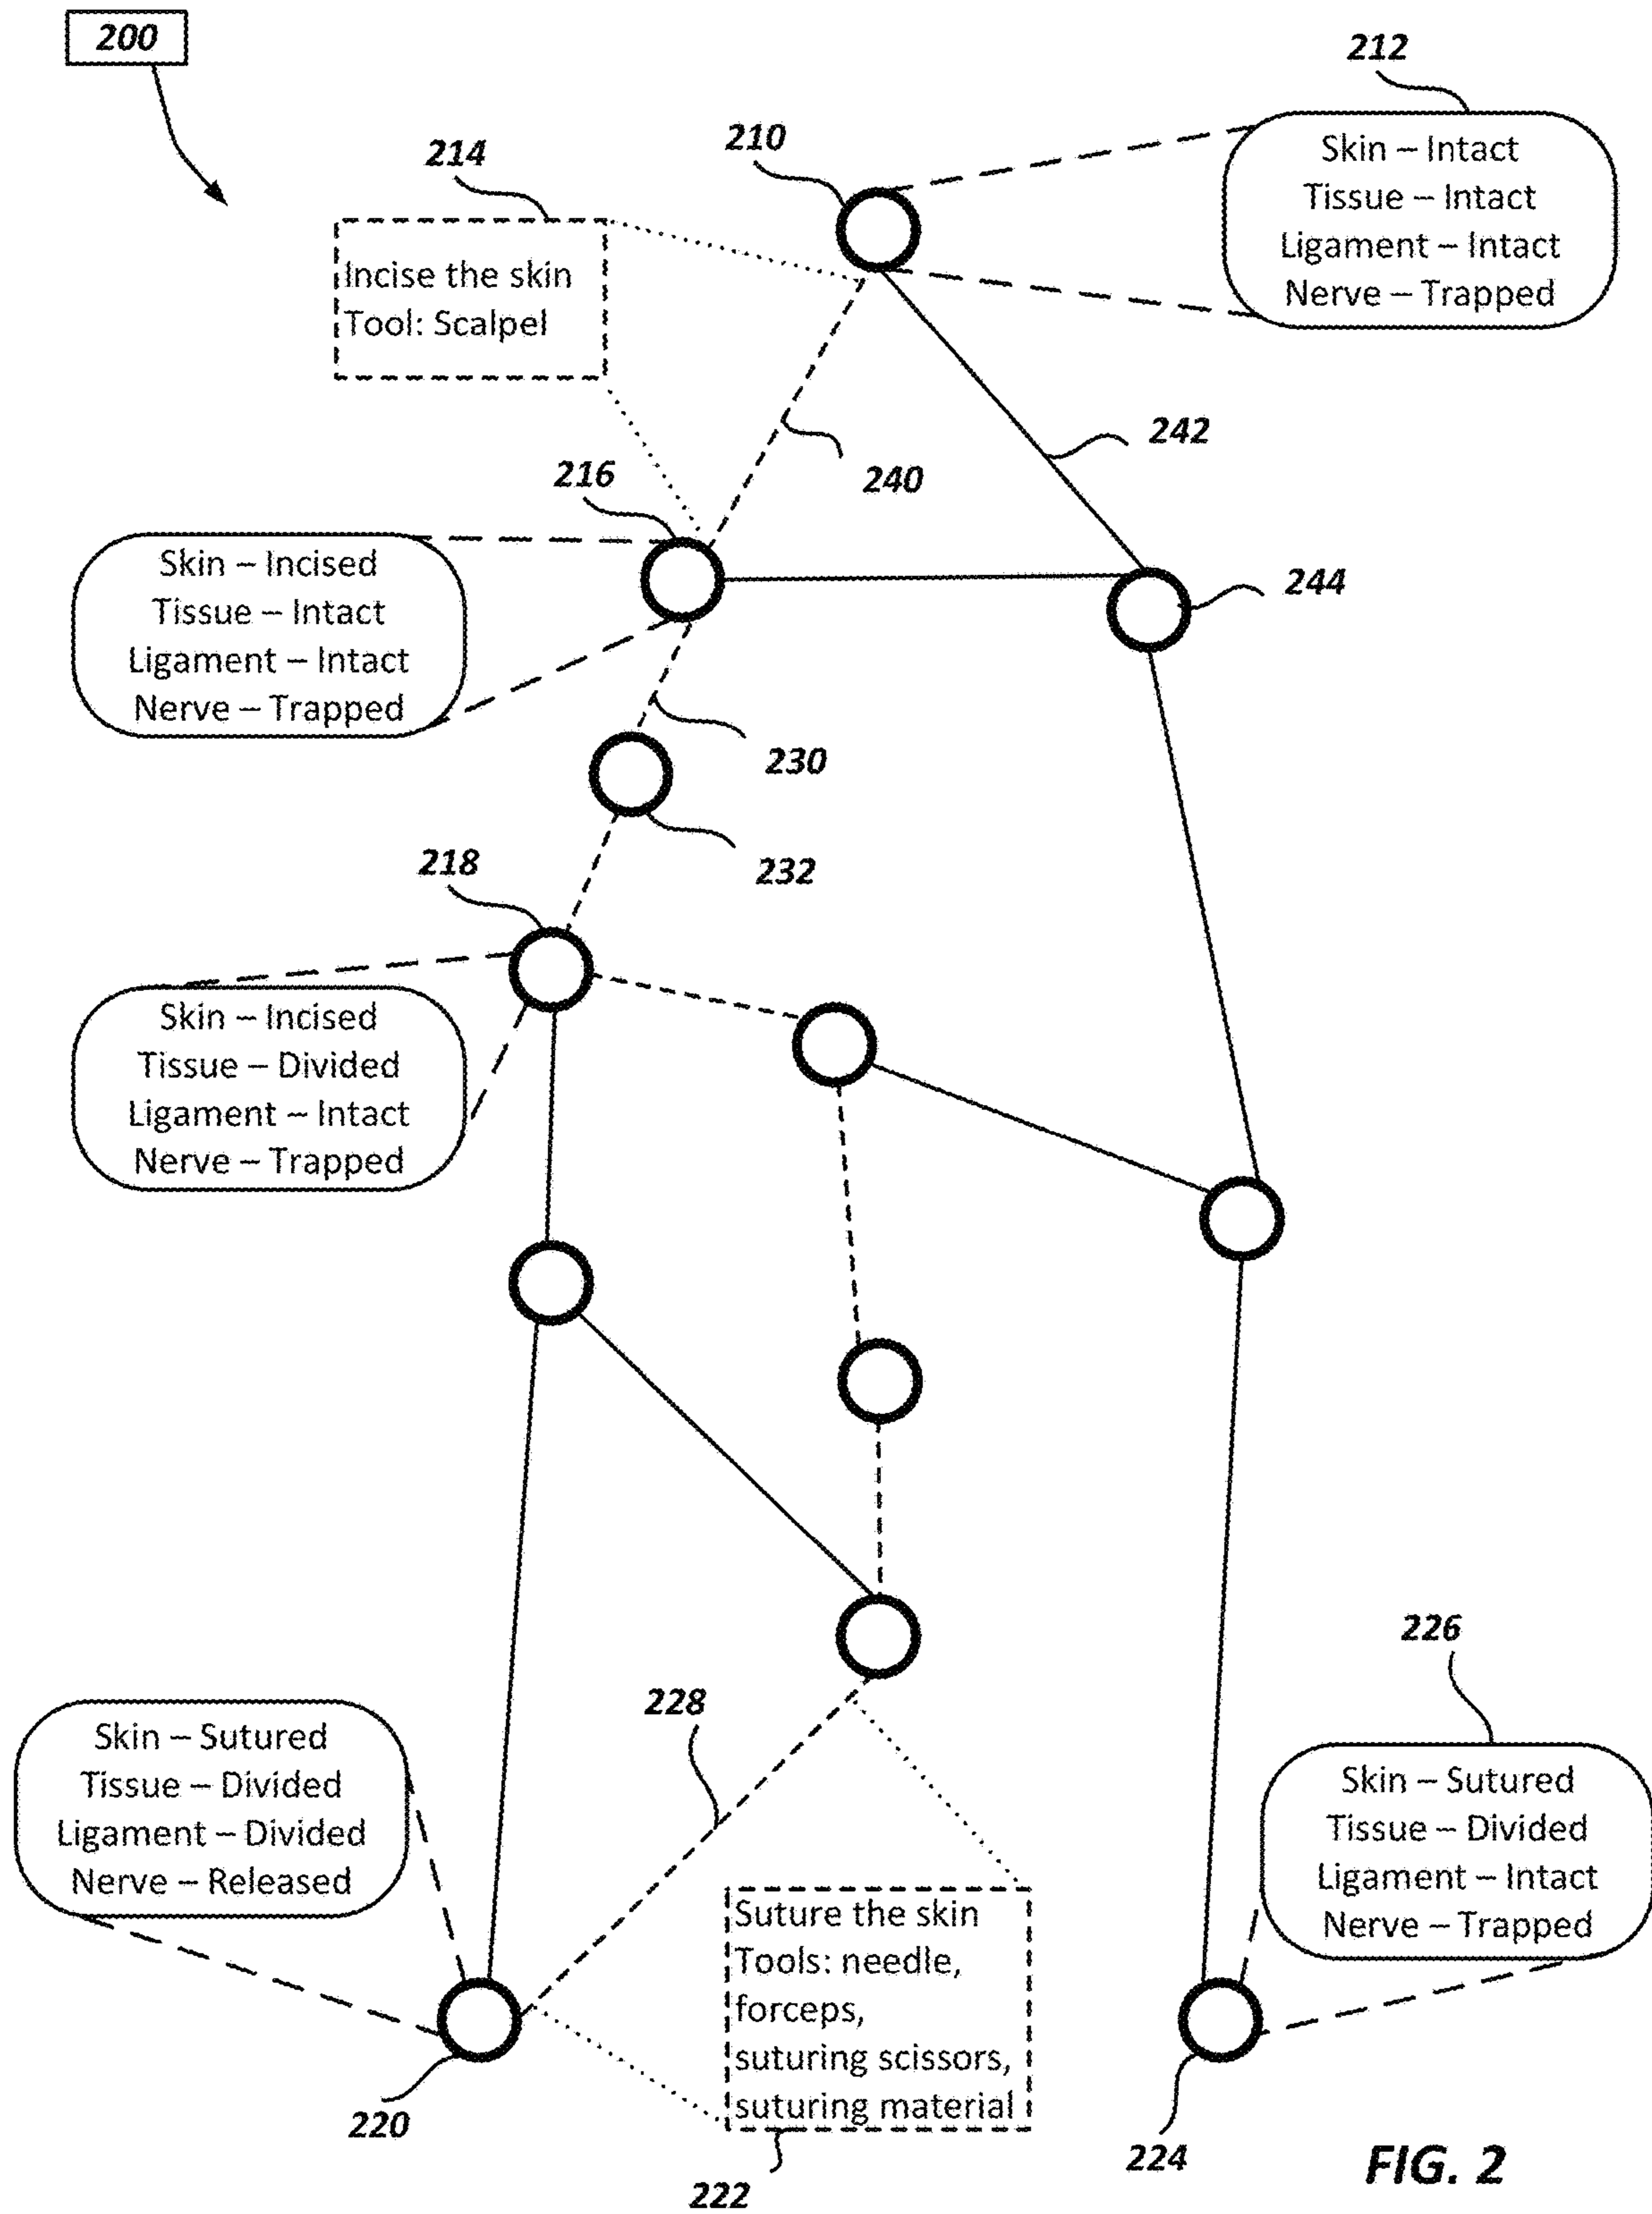 200
212
210
214
Skin – Intact
Tissue – Intact
Ligament – Intact
Nerve – Trapped
Incise the skin
Tool: Scalpel
242
216
240
244
Skin – Incised
Tissue – Intact
Ligament – Intact
Nerve – Trapped
230
218
232
Skin – Incised
Tissue – Divided
Ligament – Intact
Nerve – Trapped
226
228
Skin – Sutured
Tissue – Divided
Ligament – Divided
Nerve – Released
Skin – Sutured
Tissue – Divided
Ligament – Intact
Nerve – Trapped
Suture the skin
Tools: needle,
forceps,
suturing scissors,
suturing material
220
224
222
FIG. 2